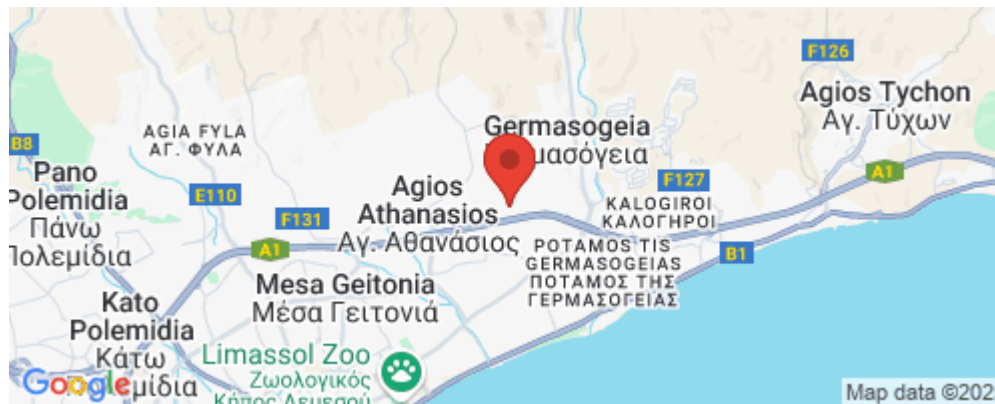 F126
Agios Tychon
Αγ. Τύχων
Germasogeia
μασόγεια
AGIA FYLA
ΑΓ. ΦΥΛΑ
B8
Pano
Polemidia
Πάνω
Πολεμίδια
E110
Agios
Athanasios
Αγ. Αθανάσιος
F131
A1
F127
A1
KALOGIROI
ΚΑΛΟΓΗΡΟΙ
POTAMOS TIS
GERMASOGEIAS
ΠΟΤΑΜΟΣ ΤΗΣ
ΓΕΡΜΑΣΟΓΕΙΑΣ
B1
Mesa Geitonia
Μέσα Γειτονιά
Kato
Polemidia
Κάτω
μίδια
Limassol Zoo
Ζωολογικός
Κήπος Λεμεσού
Google
Map data ©202